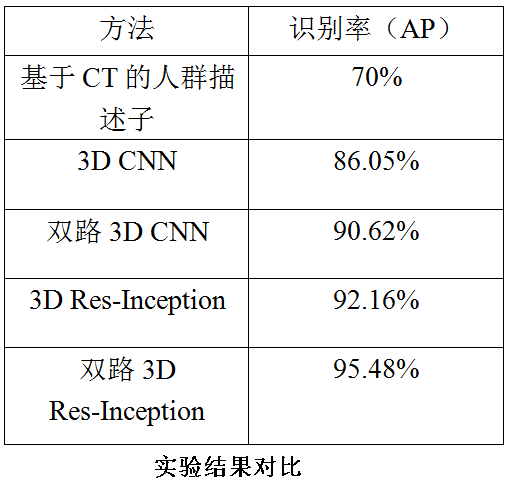 方法 识别率（AP）
基于 CT 的人群描 70%
述子
3D CNN 86.05%
双路 3D CNN 90.62%
3D Res-Inception 92.16%
双路 3D 95.48%
Res-Inception
实验结果对比